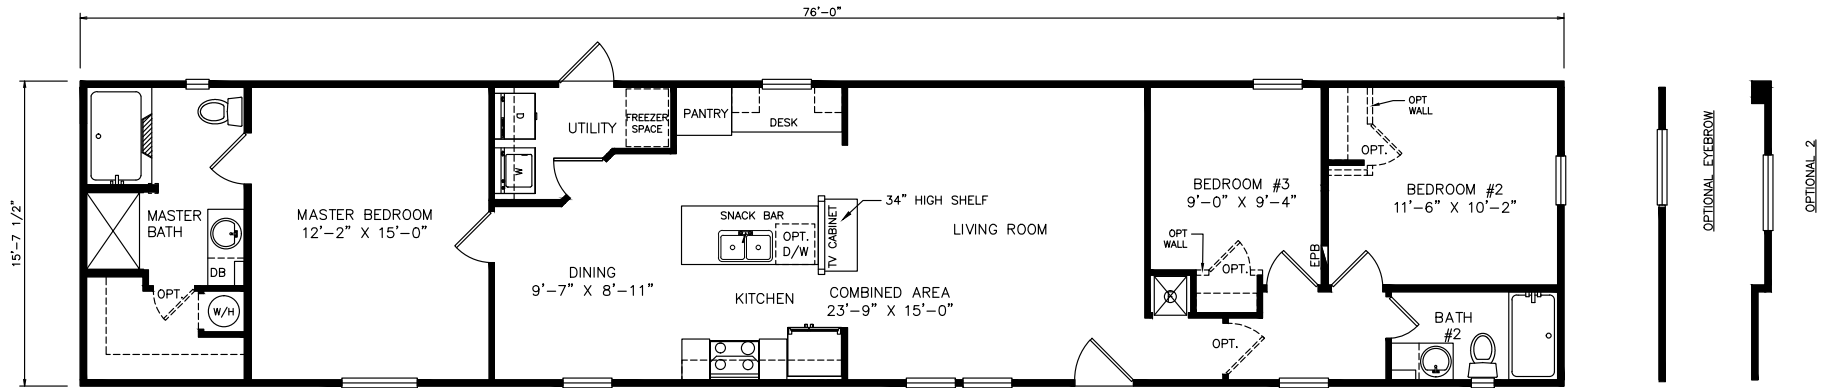 76'-0"
15'-7 1/2"
MASTER
BATH
DB
OPT.
W/H
MASTER BEDROOM
12'-2" X 15'-0"
D
W
UTILITY
FREEZER
SPACE
PANTRY
DESK
SNACK BAR
OPT.
D/W
TV CABINET
34" HIGH SHELF
DINING
9'-7" X 8'-11"
KITCHEN
COMBINED AREA
23'-9" X 15'-0"
LIVING ROOM
BEDROOM #3
9'-0" X 9'-4"
OPT
WALL
OPT.
EPB
OPT.
OPT
WALL
OPT.
BEDROOM #2
11'-6" X 10'-2"
BATH
#2
OPTIONAL EYEBROW
OPTIONAL 2